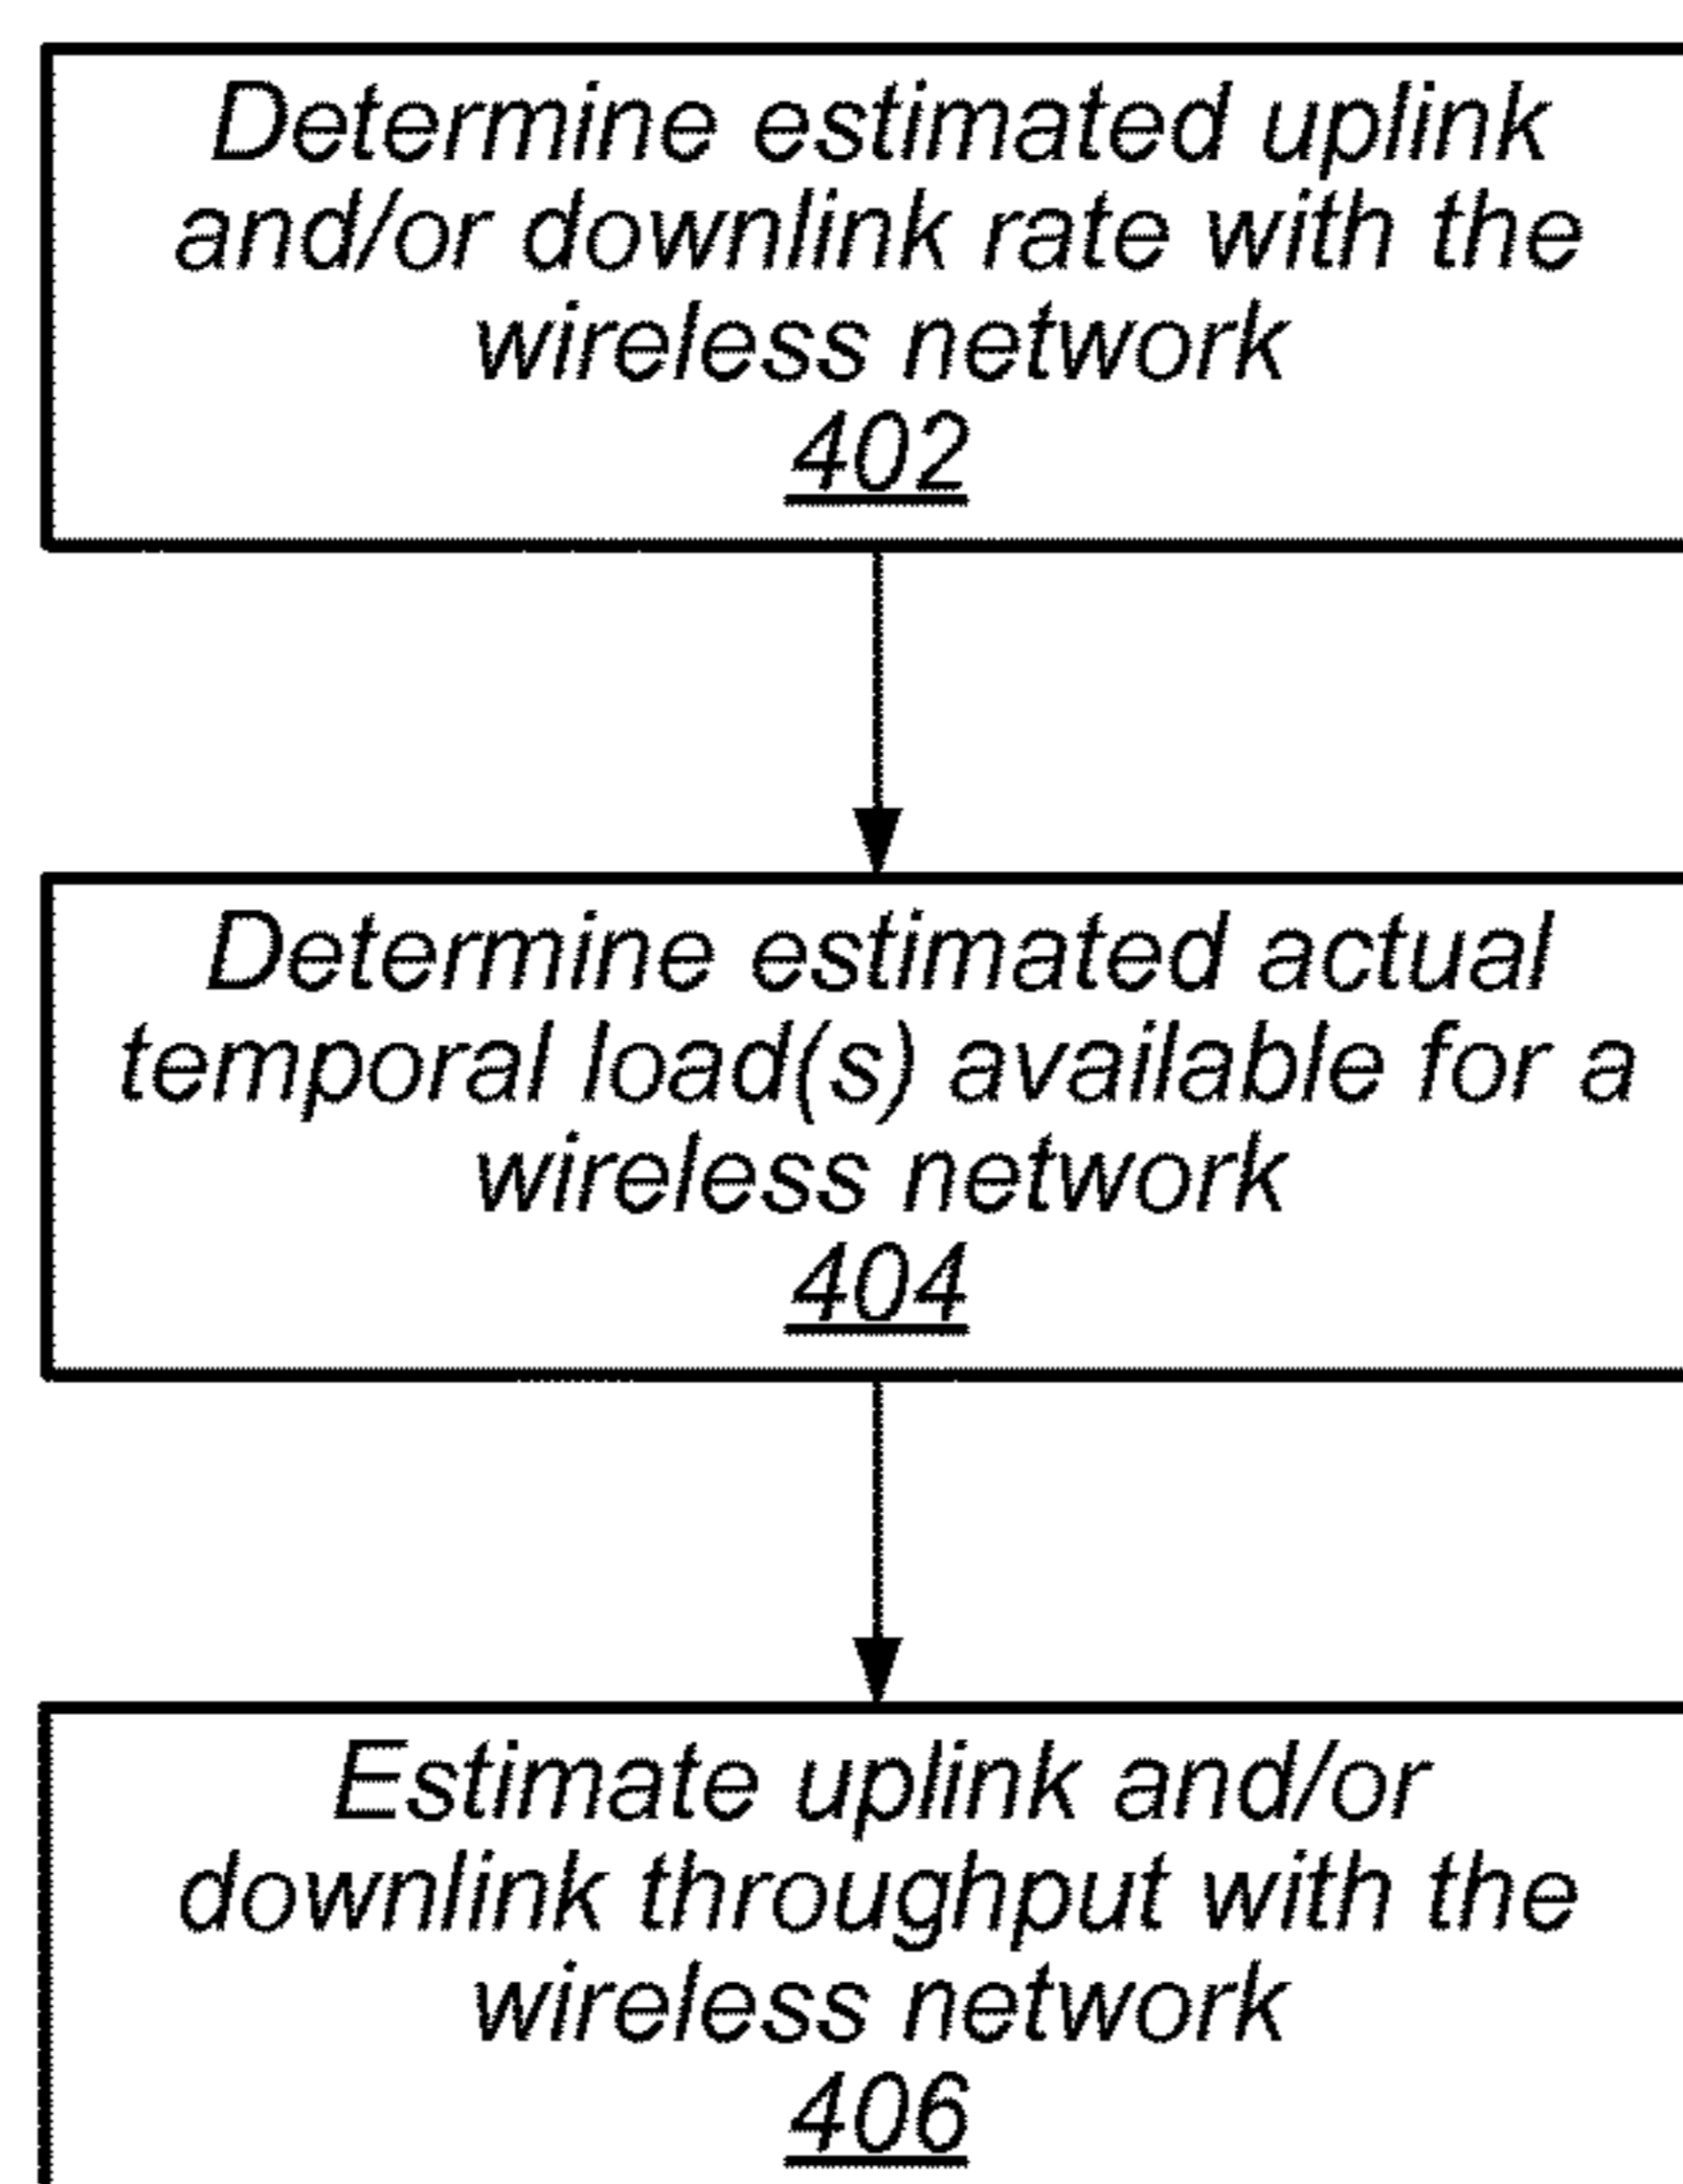 Determine estimated uplink
and/or downlink rate with the
wireless network
402
Determine estimated actual
temporal load(s) available for a
wireless network
404
Estimate uplink and/or
downlink throughput with the
wireless network
406